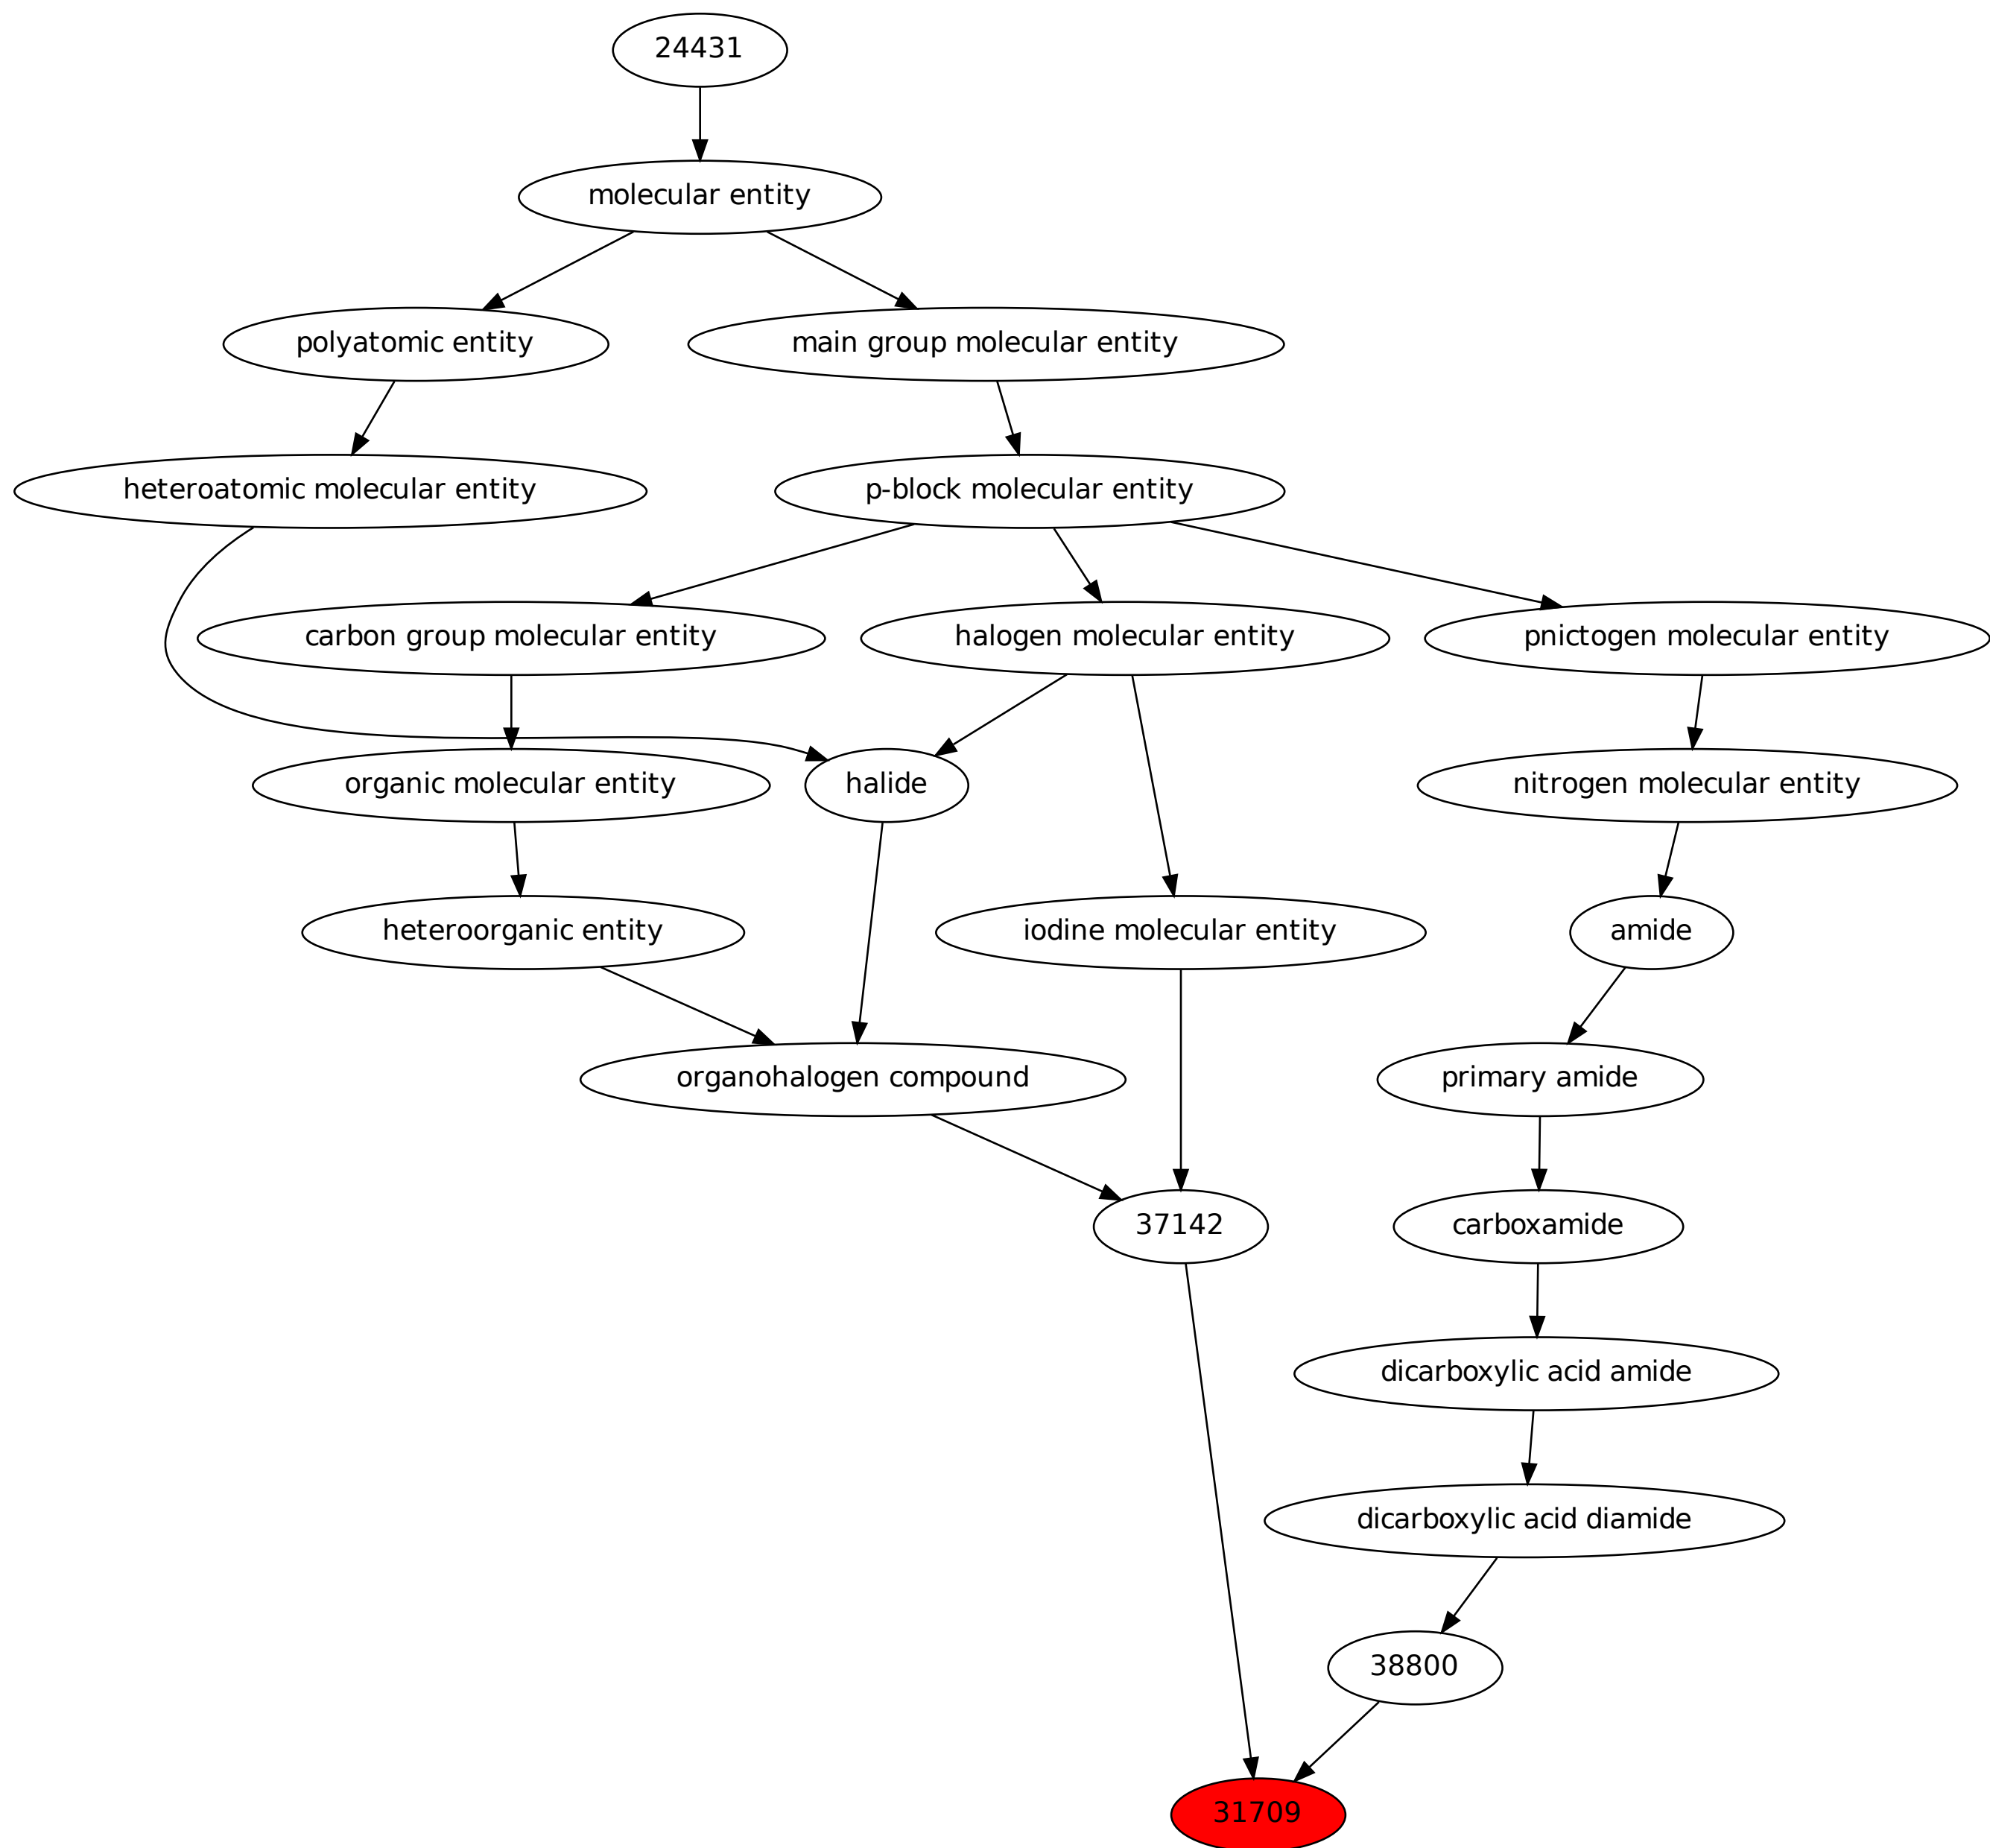 24431
molecular entity
polyatomic entity
main group molecular entity
heteroatomic molecular entity
p-block molecular entity
carbon group molecular entity
halogen molecular entity
pnictogen molecular entity
organic molecular entity
halide
nitrogen molecular entity
heteroorganic entity
iodine molecular entity
amide
organohalogen compound
primary amide
37142
carboxamide
dicarboxylic acid amide
dicarboxylic acid diamide
38800
31709